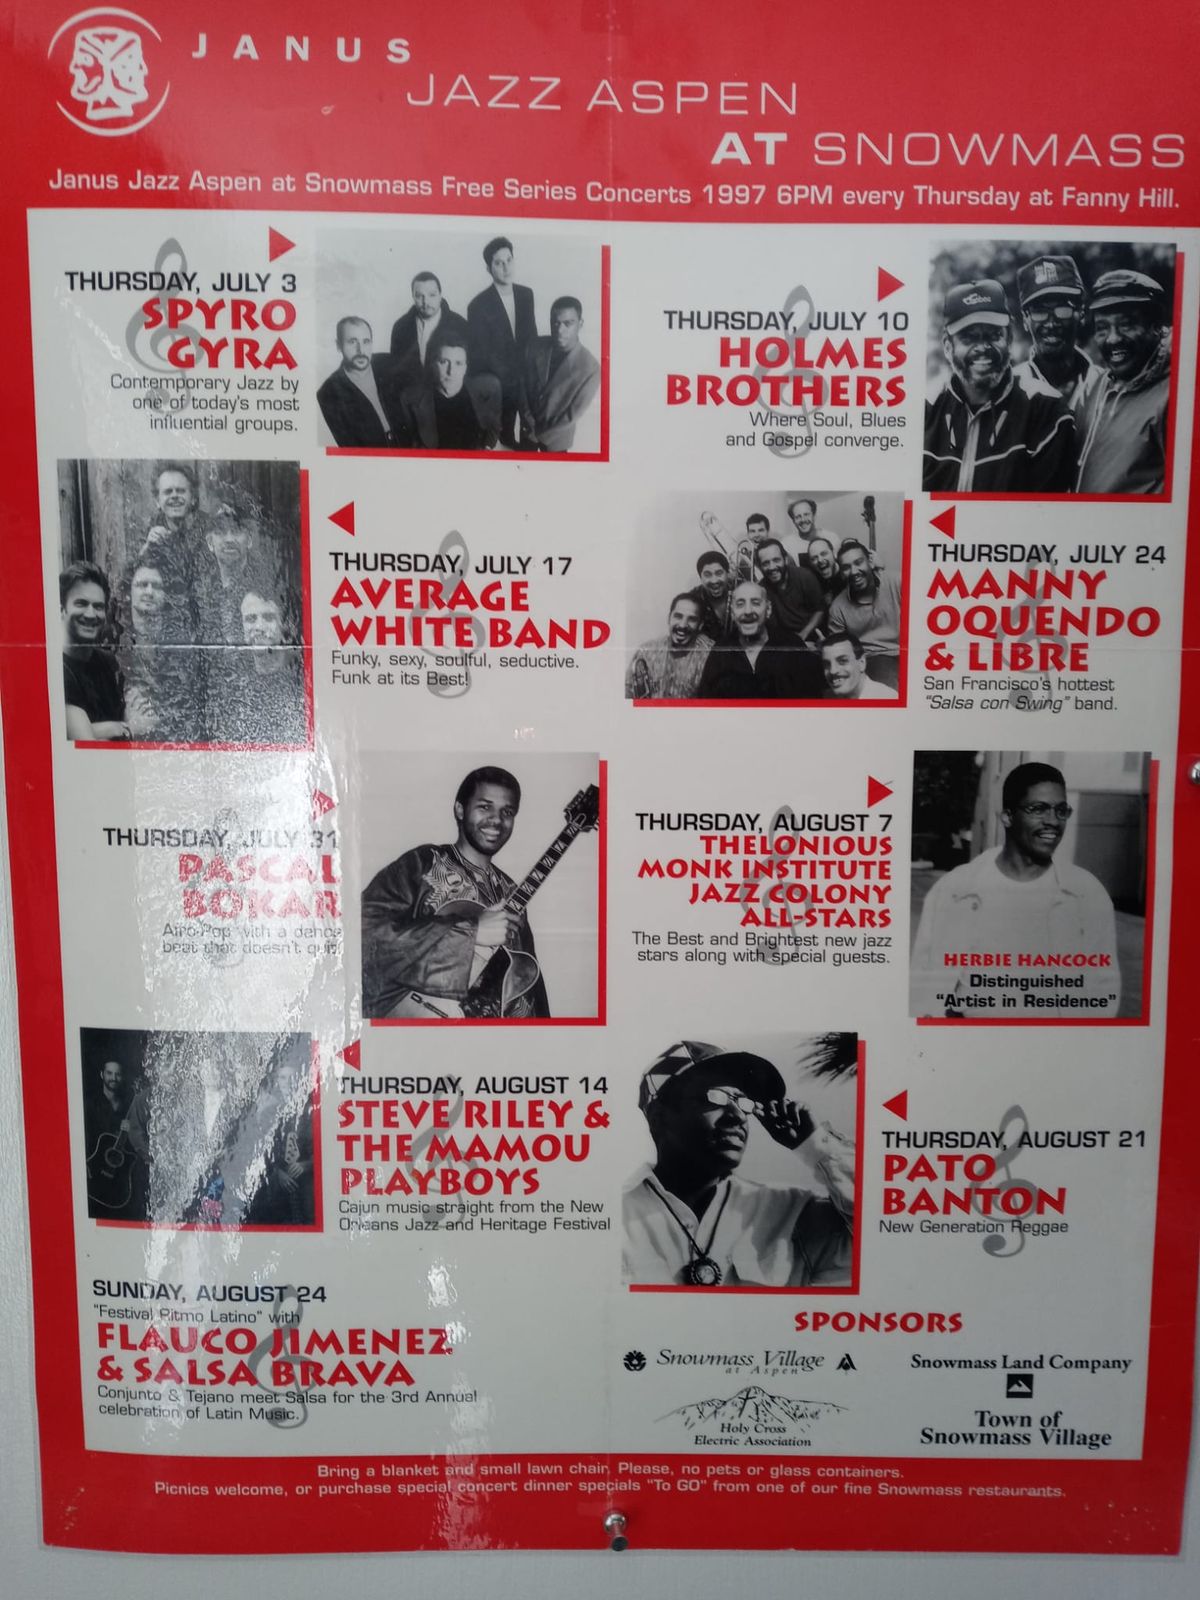 JANUS
JAZZ ASPEN
AT SNOWMASS
Janus Jazz Aspen at Snowmass Free Series Concerts 1997 6PM every Thursday at Fanny Hill.
THURSDAY, JULY 3
SPYRO
GYRA
Contemporary Jazz by
one of today's most
influential groups.
THURSDAY, JULY 10
HOLMES
BROTHERS
Where Soul, Blues
and Gospel converge.
THURSDAY, JULY 17
AVERAGE
WHITE BAND
Funky, sexy, soulful, seductive.
Funk at its Best!
THURSDAY, JULY 24
MANNY
OQUENDO
& LIBRE
San Francisco's hottest
"Salsa con Swing" band.
THURSDAY, JULY 31
PASCAL
BOKAR
Afro-Pop with a dance
beat that doesn't quit.
THURSDAY, AUGUST 7
THELONIOUS
MONK INSTITUTE
JAZZ COLONY
ALL-STARS
The Best and Brightest new jazz
stars along with special guests.
HERBIE HANCOCK
Distinguished
"Artist in Residence"
THURSDAY, AUGUST 14
STEVE RILEY &
THE MAMOU
PLAYBOYS
Cajun music straight from the New
Orleans Jazz and Heritage Festival
THURSDAY, AUGUST 21
PATO
BANTON
New Generation Reggae
SUNDAY, AUGUST 24
"Festival Ritmo Latino" with
FLAUCO JIMENEZ
& SALSA BRAVA
Conjunto & Tejano meet Salsa for the 3rd Annual
celebration of Latin Music.
SPONSORS
Snowmass Village
at Aspen
Snowmass Land Company
Holy Cross
Electric Association
Town of
Snowmass Village
Bring a blanket and small lawn chair. Please, no pets or glass containers.
Picnics welcome, or purchase special concert dinner specials "To GO" from one of our fine Snowmass restaurants.